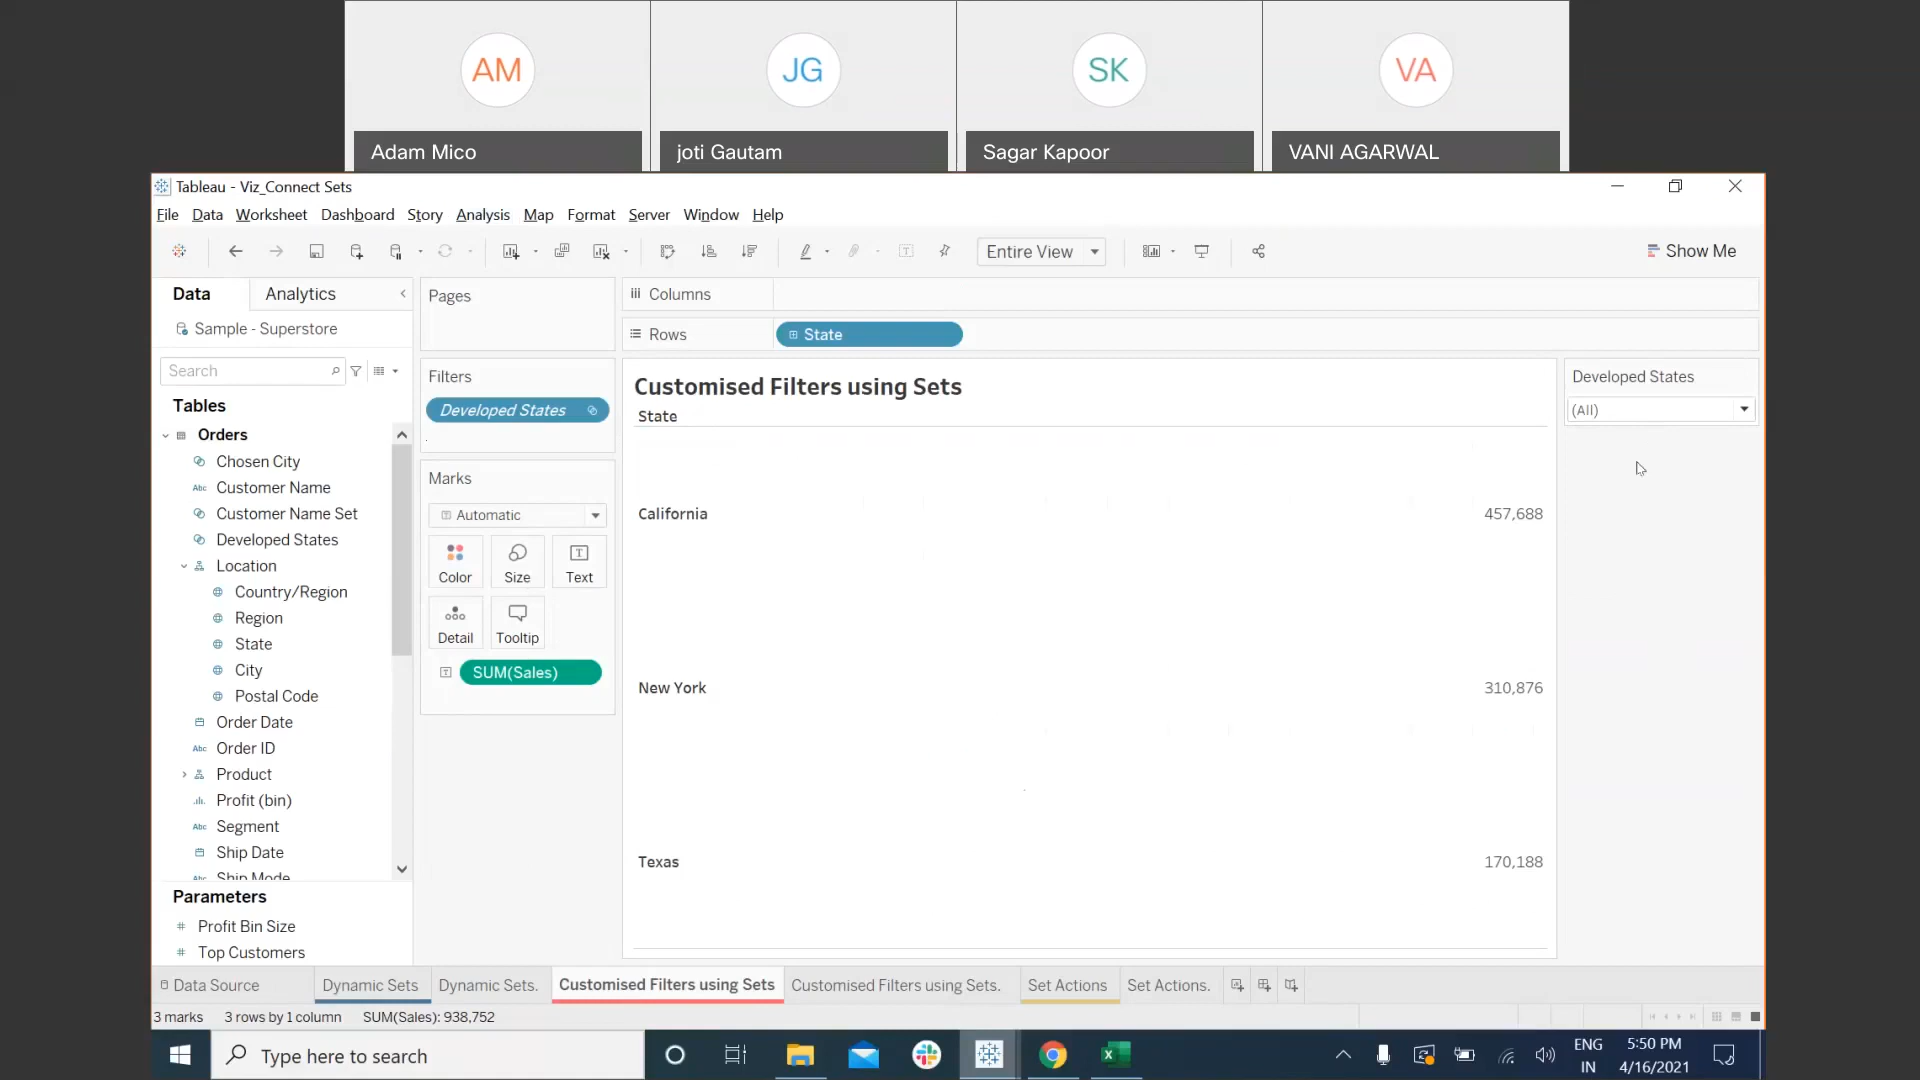 AM
JG
SK
VA
Adam Mico
joti Gautam
Sagar Kapoor
VANI AGARWAL
Tableau - Viz_Connect Sets
File Data Worksheet Dashboard Story Analysis Map Format Server Window Help
Entire View
Show Me
Data
Analytics
Sample - Superstore
Search
Tables
Orders
Chosen City
Abc Customer Name
Customer Name Set
Developed States
Location
Country/Region
Region
State
City
Postal Code
Order Date
Abc Order ID
Product
Profit (bin)
Abc Segment
Ship Date
Abc Ship Mode
Parameters
# Profit Bin Size
# Top Customers
Pages
Filters
Developed States
Marks
Automatic
Color
Size
Text
Detail
Tooltip
SUM(Sales)
Columns
Rows
State
Customised Filters using Sets
State
California 457,688
New York 310,876
Texas 170,188
Developed States
(All)
Data Source
Dynamic Sets
Dynamic Sets.
Customised Filters using Sets
Customised Filters using Sets.
Set Actions
Set Actions.
3 marks
3 rows by 1 column
SUM(Sales): 938,752
Type here to search
ENG
IN
5:50 PM
4/16/2021